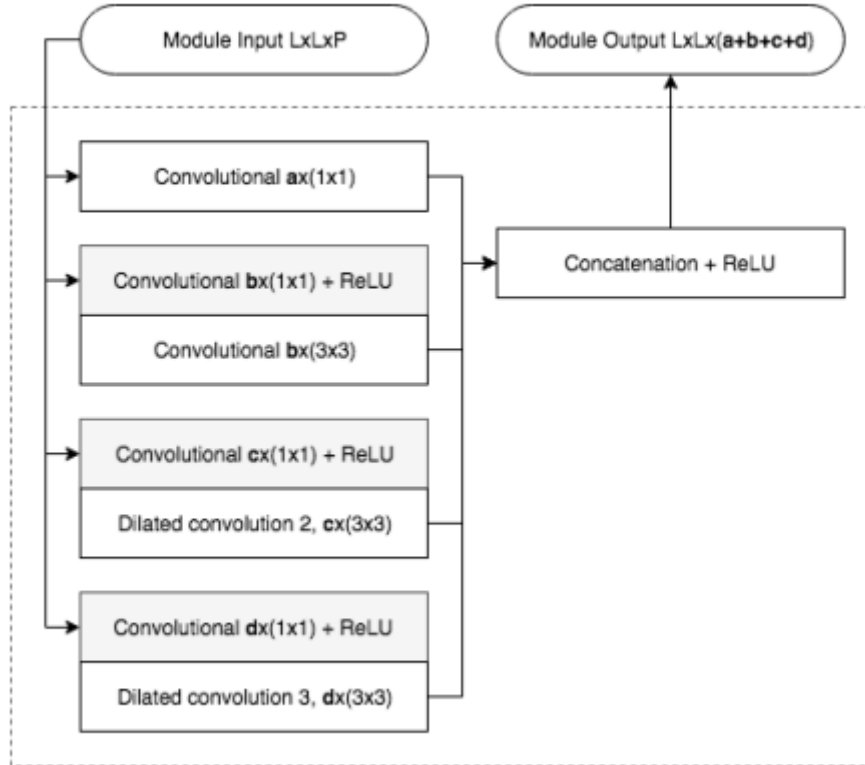 Module Input LxLxP
Module Output LxLx(a+b+c+d)
Convolutional ax(1x1)
Convolutional bx(1x1) + ReLU
Convolutional bx(3x3)
Concatenation + ReLU
Convolutional cx(1x1) + ReLU
Dilated convolution 2, cx(3x3)
Convolutional dx(1x1) + ReLU
Dilated convolution 3, dx(3x3)